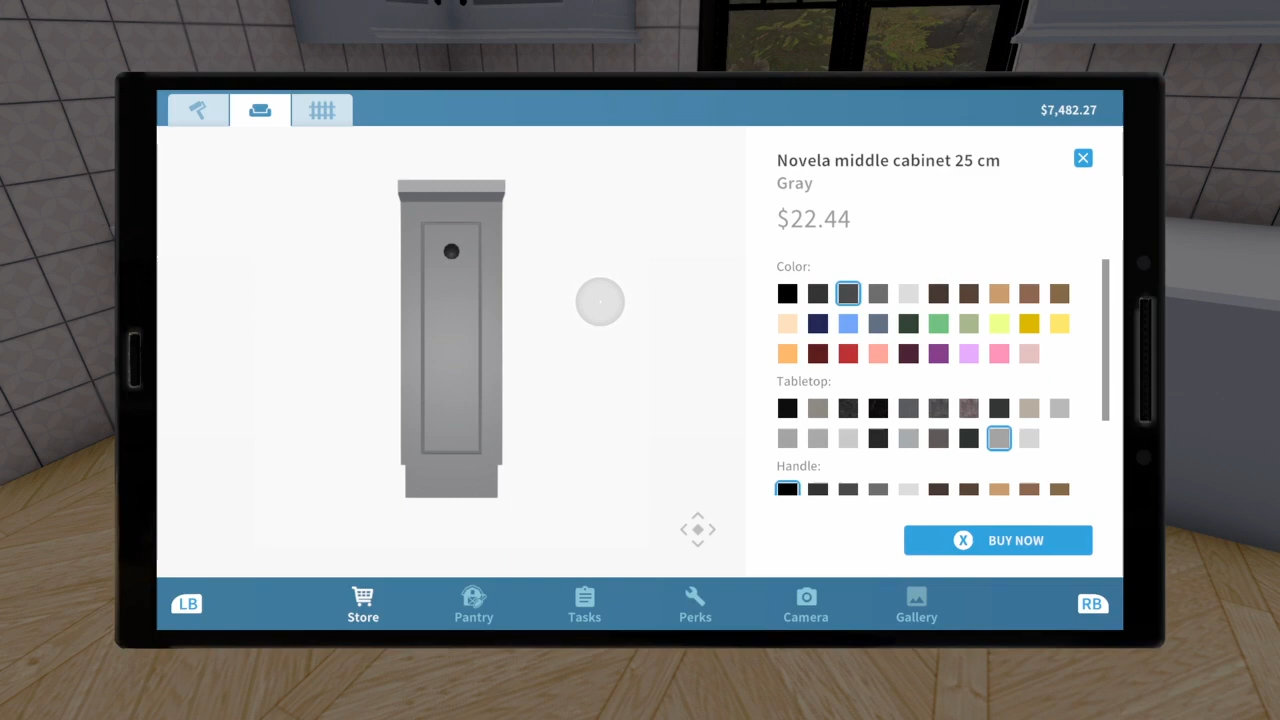 $7,482.27
Novela middle cabinet 25 cm
Gray
$22.44
Color:
Tabletop:
Handle:
X BUY NOW
LB
Store
Pantry
Tasks
Perks
Camera
Gallery
RB